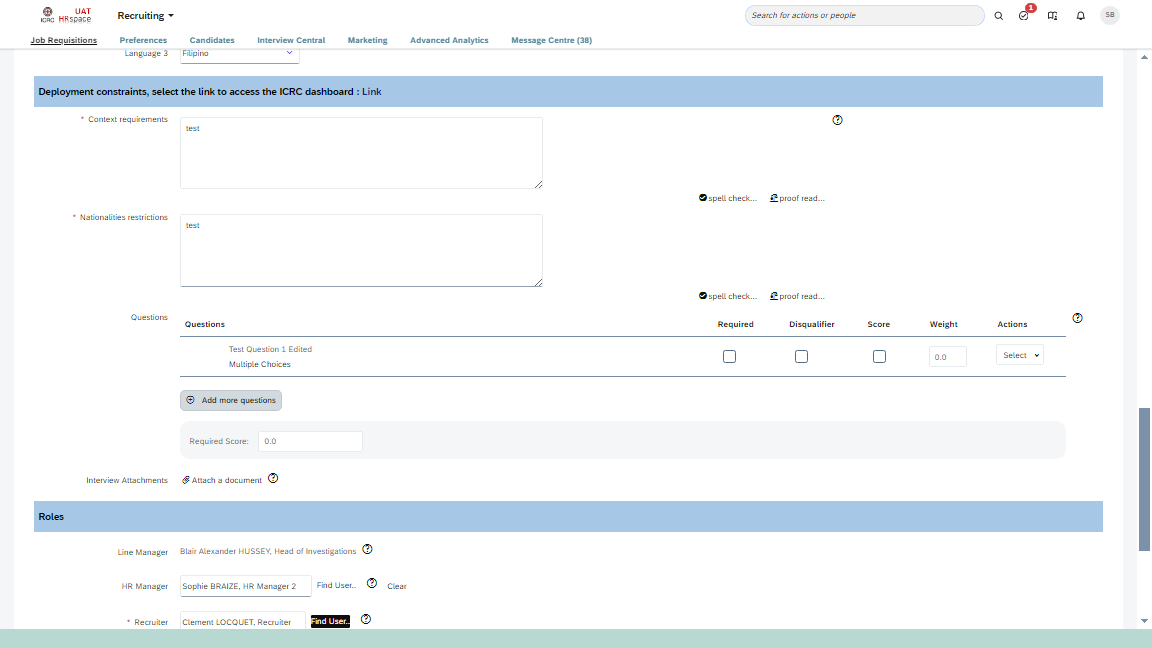 ICRC
UAT
HRspace
Recruiting
Search for actions or people
1
SB
Job Requisitions
Preferences
Candidates
Interview Central
Marketing
Advanced Analytics
Message Centre (38)
Language 3
Filipino
Deployment constraints, select the link to access the ICRC dashboard : Link
* Context requirements
test
spell check...
proof read...
* Nationalities restrictions
test
spell check...
proof read...
Questions
Questions
Required
Disqualifier
Score
Weight
Actions
Test Question 1 Edited
Multiple Choices
0.0
Select
Add more questions
Required Score:
0.0
Interview Attachments
Attach a document
Roles
Line Manager
Blair Alexander HUSSEY, Head of Investigations
HR Manager
Sophie BRAIZE, HR Manager 2
Find User..
Clear
* Recruiter
Clement LOCQUET, Recruiter
Find User..